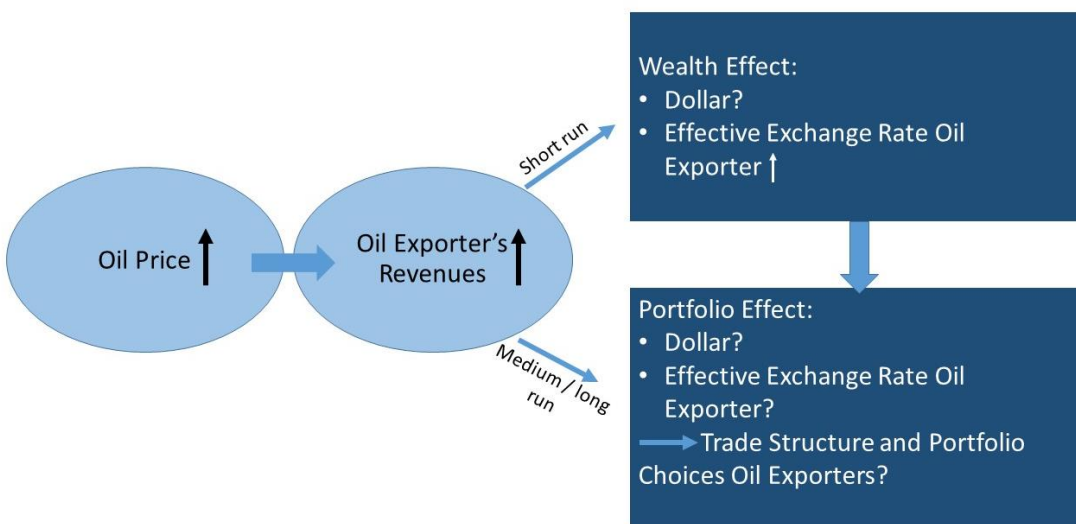 Oil Price
Oil Exporter's
Revenues
Short run
Medium / long
run
Wealth Effect:
• Dollar?
• Effective Exchange Rate Oil
Exporter
Portfolio Effect:
• Dollar?
• Effective Exchange Rate Oil
Exporter?
Trade Structure and Portfolio
Choices Oil Exporters?